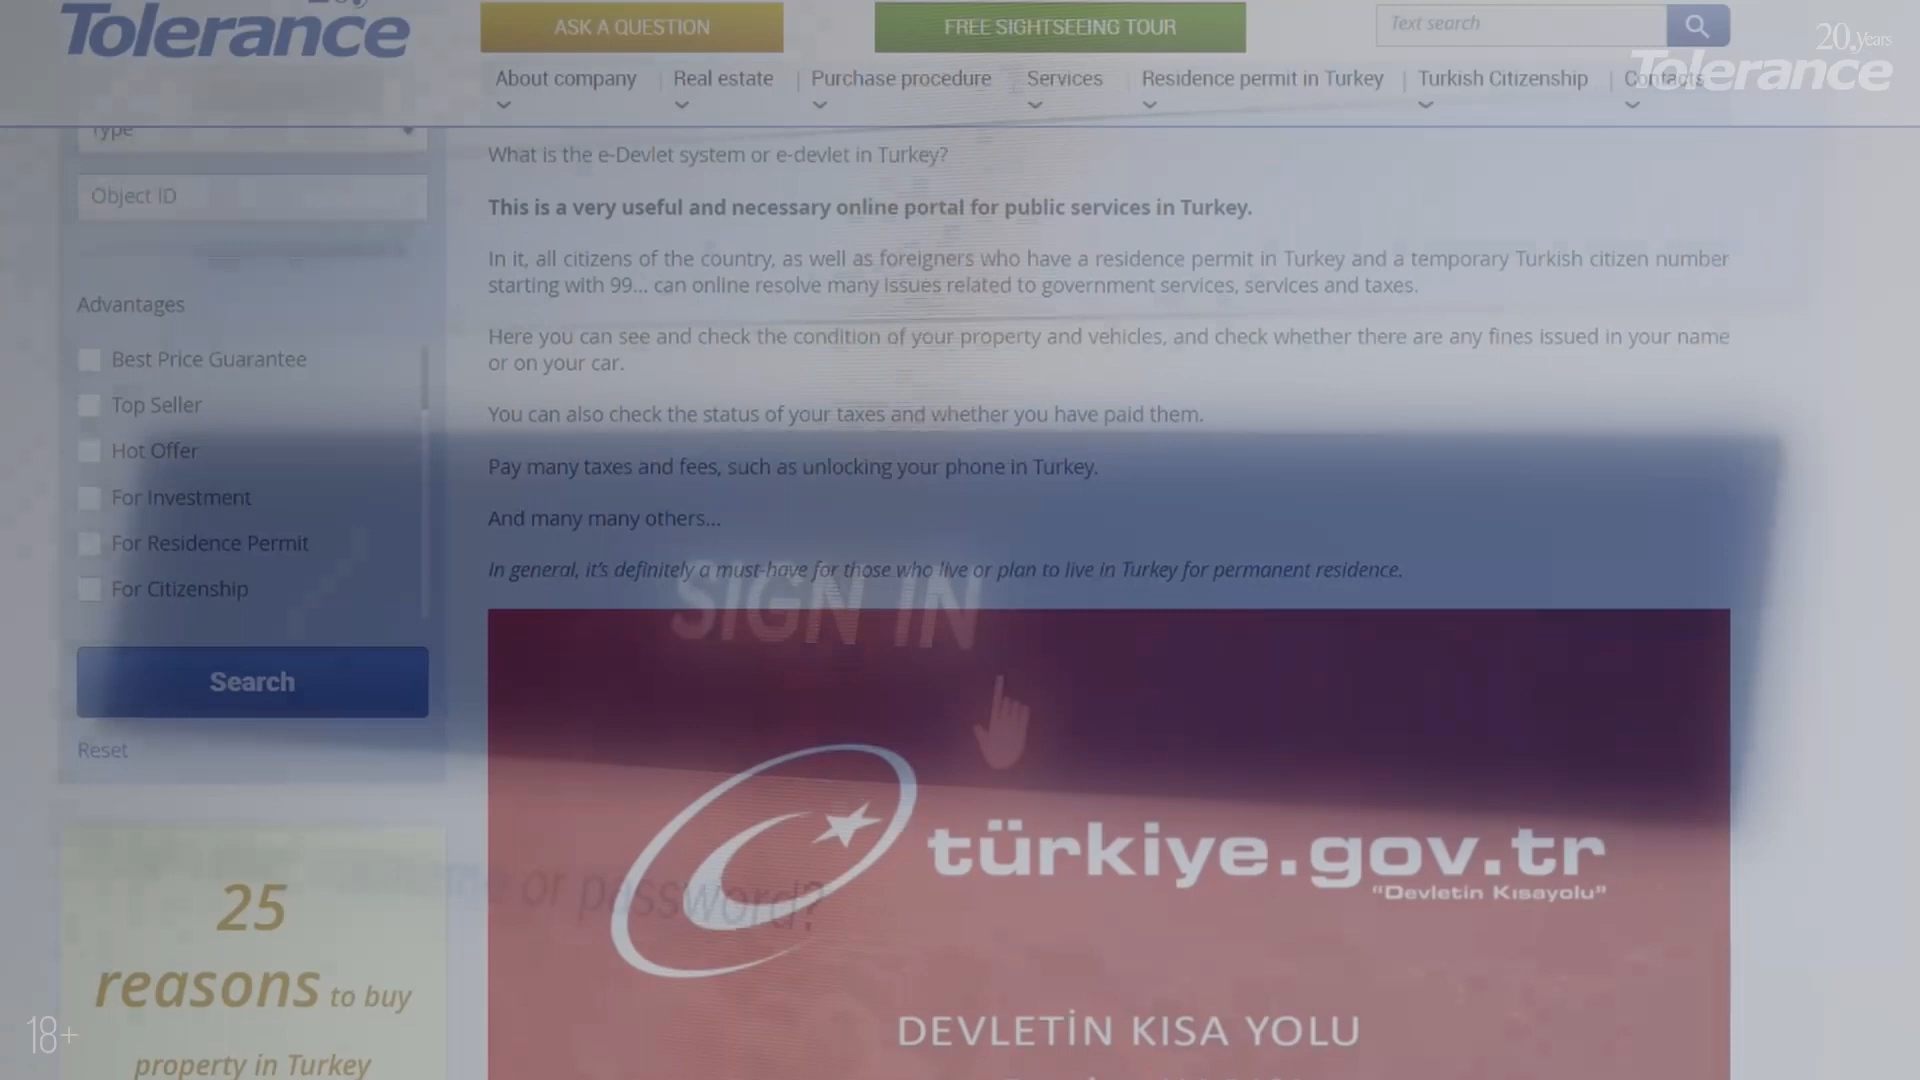 Tolerance
ASK A QUESTION
FREE SIGHTSEEING TOUR
Text search
20 Years
Tolerance
About company
Real estate
Purchase procedure
Services
Residence permit in Turkey
Turkish Citizenship
Contacts
Type
Object ID
Advantages
Best Price Guarantee
Top Seller
Hot Offer
For Investment
For Residence Permit
For Citizenship
Search
Reset
25
reasons to buy
property in Turkey
What is the e-Devlet system or e-devlet in Turkey?
This is a very useful and necessary online portal for public services in Turkey.
In it, all citizens of the country, as well as foreigners who have a residence permit in Turkey and a temporary Turkish citizen number
starting with 99... can online resolve many issues related to government services, services and taxes.
Here you can see and check the condition of your property and vehicles, and check whether there are any fines issued in your name
or on your car.
You can also check the status of your taxes and whether you have paid them.
Pay many taxes and fees, such as unlocking your phone in Turkey.
And many many others...
In general, it's definitely a must-have for those who live or plan to live in Turkey for permanent residence.
SIGN IN
türkiye.gov.tr
"Devletin Kısayolu"
or password?
DEVLETİN KISA YOLU
18+